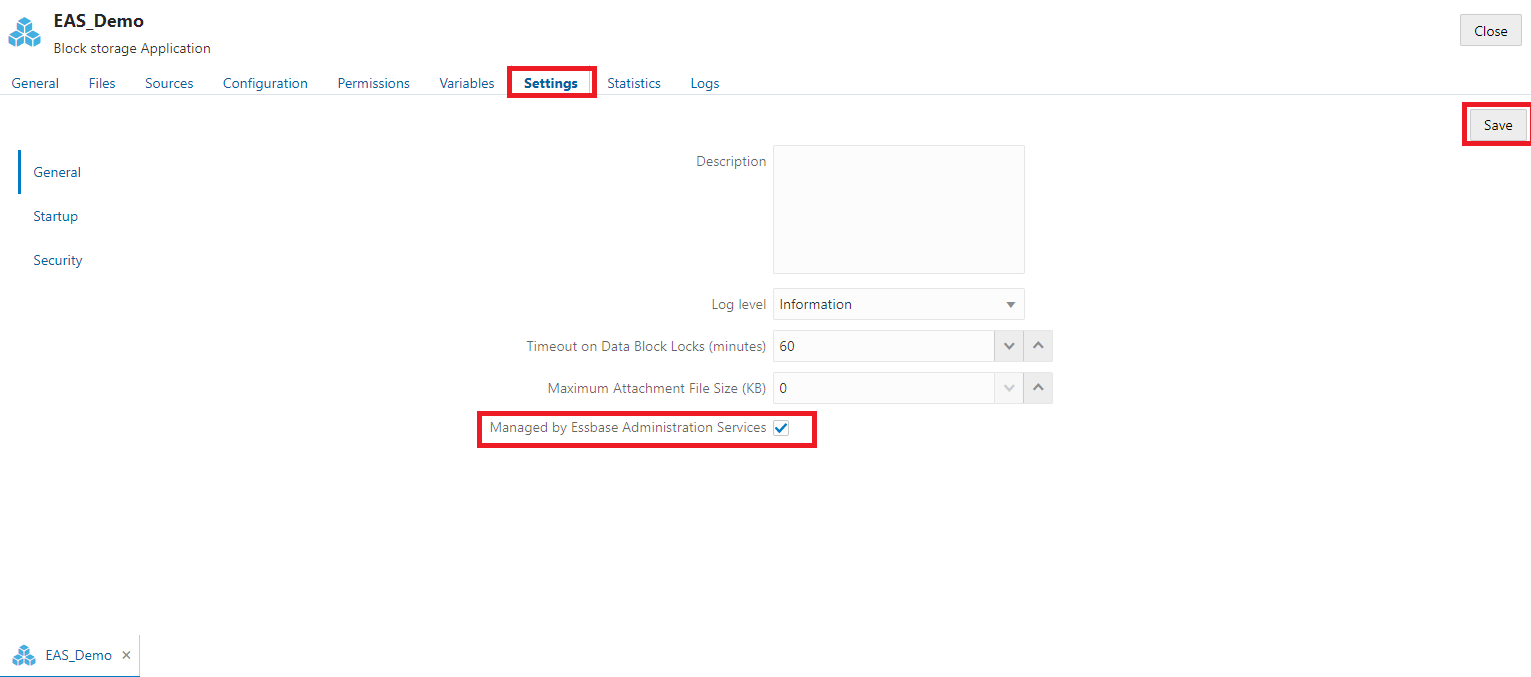 EAS_Demo
Block storage Application
Close
General Files Sources Configuration Permissions Variables Settings Statistics Logs
Save
General
Startup
Security
Description
Log level Information
Timeout on Data Block Locks (minutes) 60
Maximum Attachment File Size (KB) 0
Managed by Essbase Administration Services
EAS_Demo ×